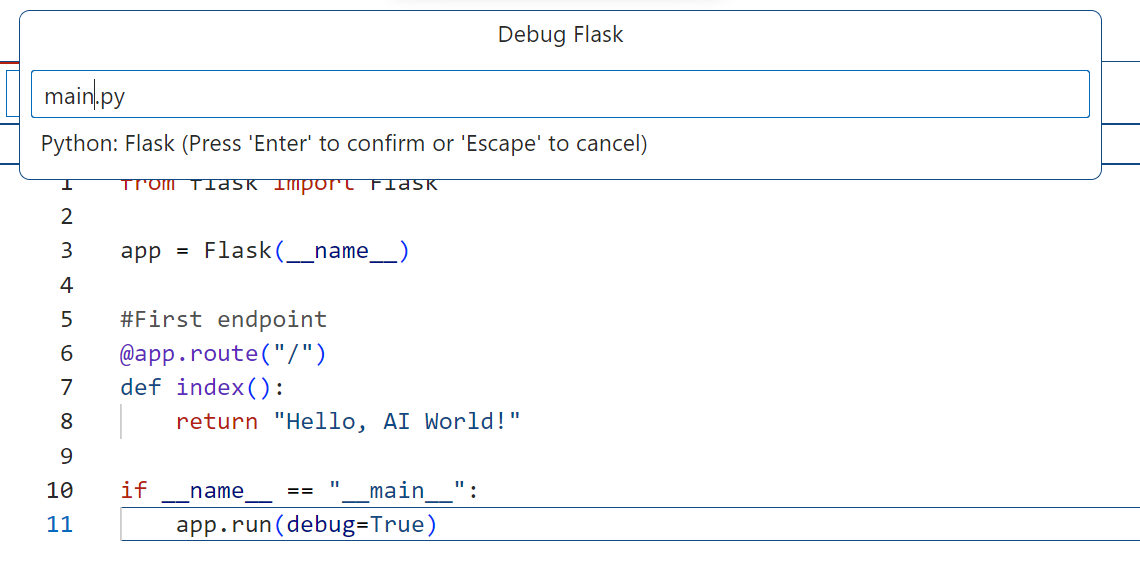 Debug Flask
main.py
Python: Flask (Press 'Enter' to confirm or 'Escape' to cancel)
1 from flask import Flask
2
3 app = Flask(__name__)
4
5 #First endpoint
6 @app.route("/")
7 def index():
8     return "Hello, AI World!"
9
10 if __name__ == "__main__":
11     app.run(debug=True)